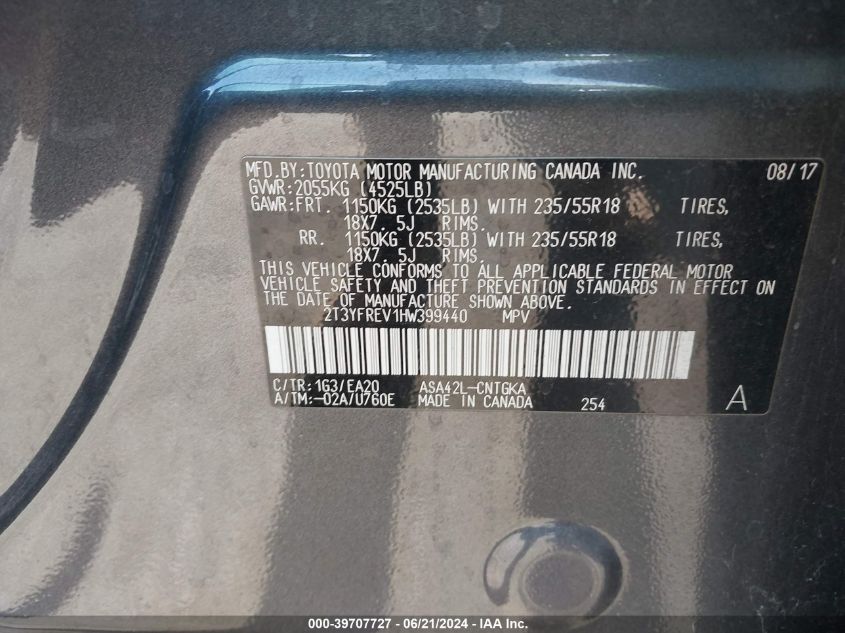 MFD.BY:TOYOTA MOTOR MANUFACTURING CANADA INC. 08/17
GVWR:2055KG (4525LB)
GAWR:FRT. 1150KG (2535LB) WITH 235/55R18 TIRES,
18X7.5J RIMS.
RR. 1150KG (2535LB) WITH 235/55R18 TIRES,
18X7.5J RIMS.
THIS VEHICLE CONFORMS TO ALL APPLICABLE FEDERAL MOTOR
VEHICLE SAFETY AND THEFT PREVENTION STANDARDS IN EFFECT ON
THE DATE OF MANUFACTURE SHOWN ABOVE.
2T3YFREV1HW399440 MPV
C/TR:1G3/EA20 ASA42L-CNTGKA
A/TM:-02A/U760E MADE IN CANADA 254 A
000-39707727 - 06/21/2024 - IAA Inc.